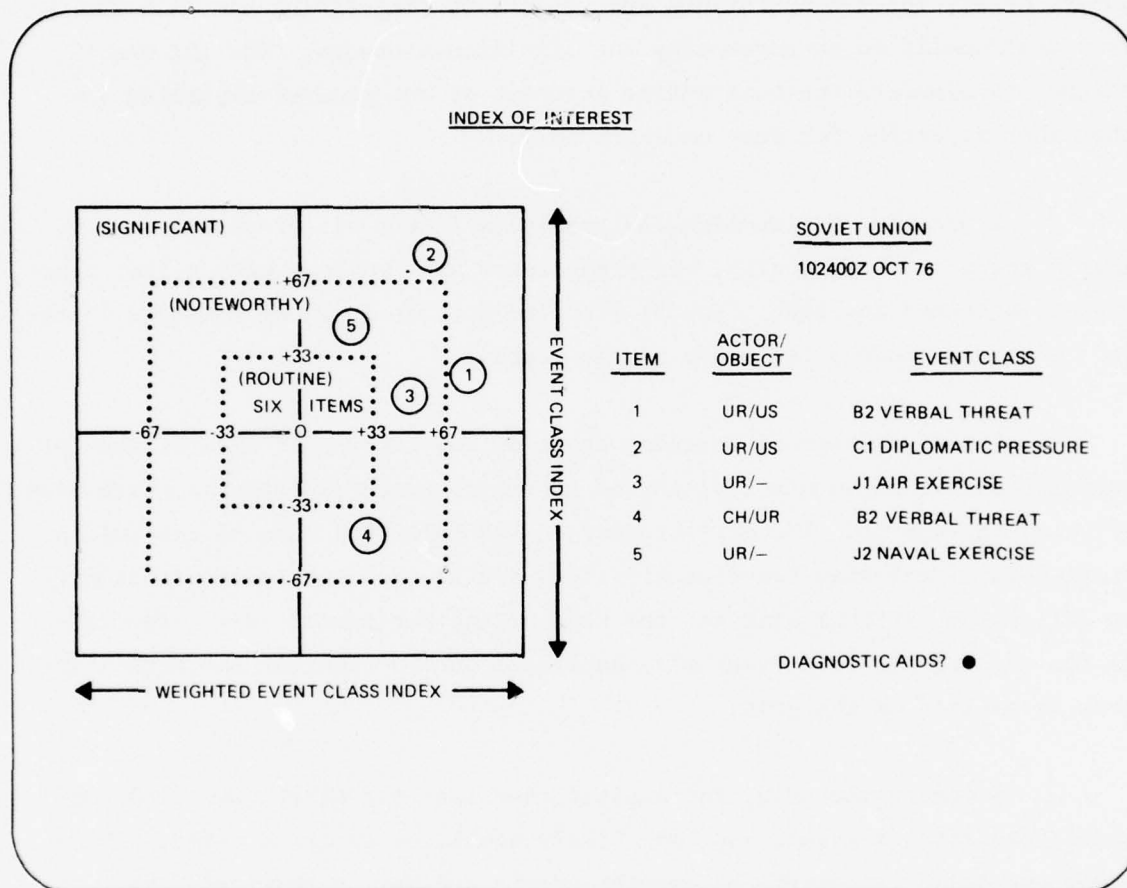 INDEX OF INTEREST
(SIGNIFICANT)
2
+67
(NOTEWORTHY)
5
+33
(ROUTINE)
1
3
SIX ITEMS
-67 -33 O +33 +67
-33
4
-67
WEIGHTED EVENT CLASS INDEX
EVENT CLASS INDEX
SOVIET UNION
102400Z OCT 76
ITEM ACTOR/OBJECT EVENT CLASS
1 UR/US B2 VERBAL THREAT
2 UR/US C1 DIPLOMATIC PRESSURE
3 UR/– J1 AIR EXERCISE
4 CH/UR B2 VERBAL THREAT
5 UR/– J2 NAVAL EXERCISE
DIAGNOSTIC AIDS?